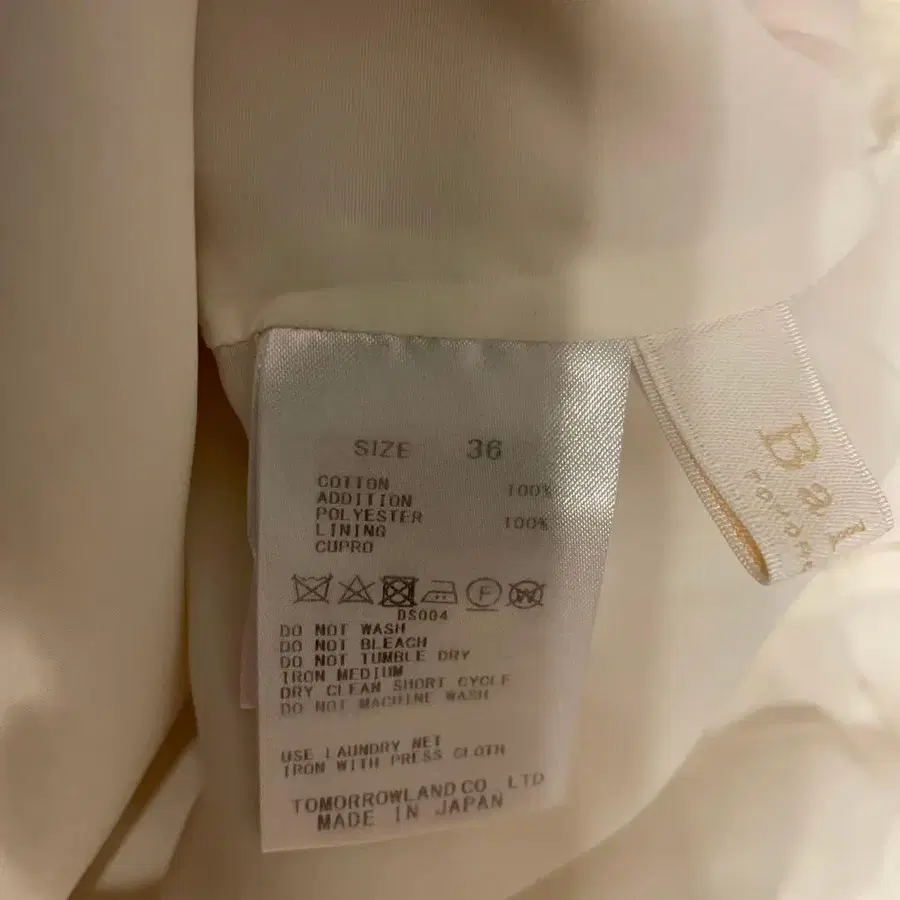 SIZE 36
COTTON 100%
ADDITION
POLYESTER 100%
LINING
CUPRO
F
W
DS004
DO NOT WASH
DO NOT BLEACH
DO NOT TUMBLE DRY
IRON MEDIUM
DRY CLEAN SHORT CYCLE
DO NOT MACHINE WASH
USE LAUNDRY NET
IRON WITH PRESS CLOTH
TOMORROWLAND CO., LTD
MADE IN JAPAN
Bal